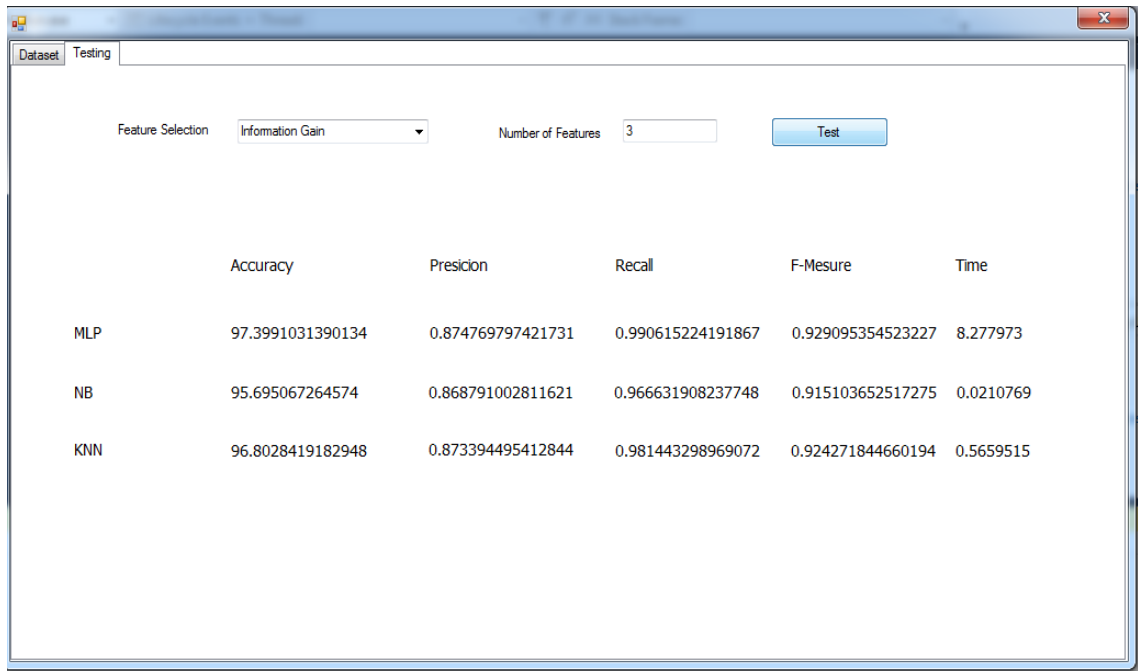 Dataset Testing
Feature Selection Information Gain Number of Features 3 Test
Accuracy Presicion Recall F-Mesure Time
MLP 97.3991031390134 0.874769797421731 0.990615224191867 0.929095354523227 8.277973
NB 95.695067264574 0.868791002811621 0.966631908237748 0.915103652517275 0.0210769
KNN 96.8028419182948 0.873394495412844 0.981443298969072 0.924271844660194 0.5659515